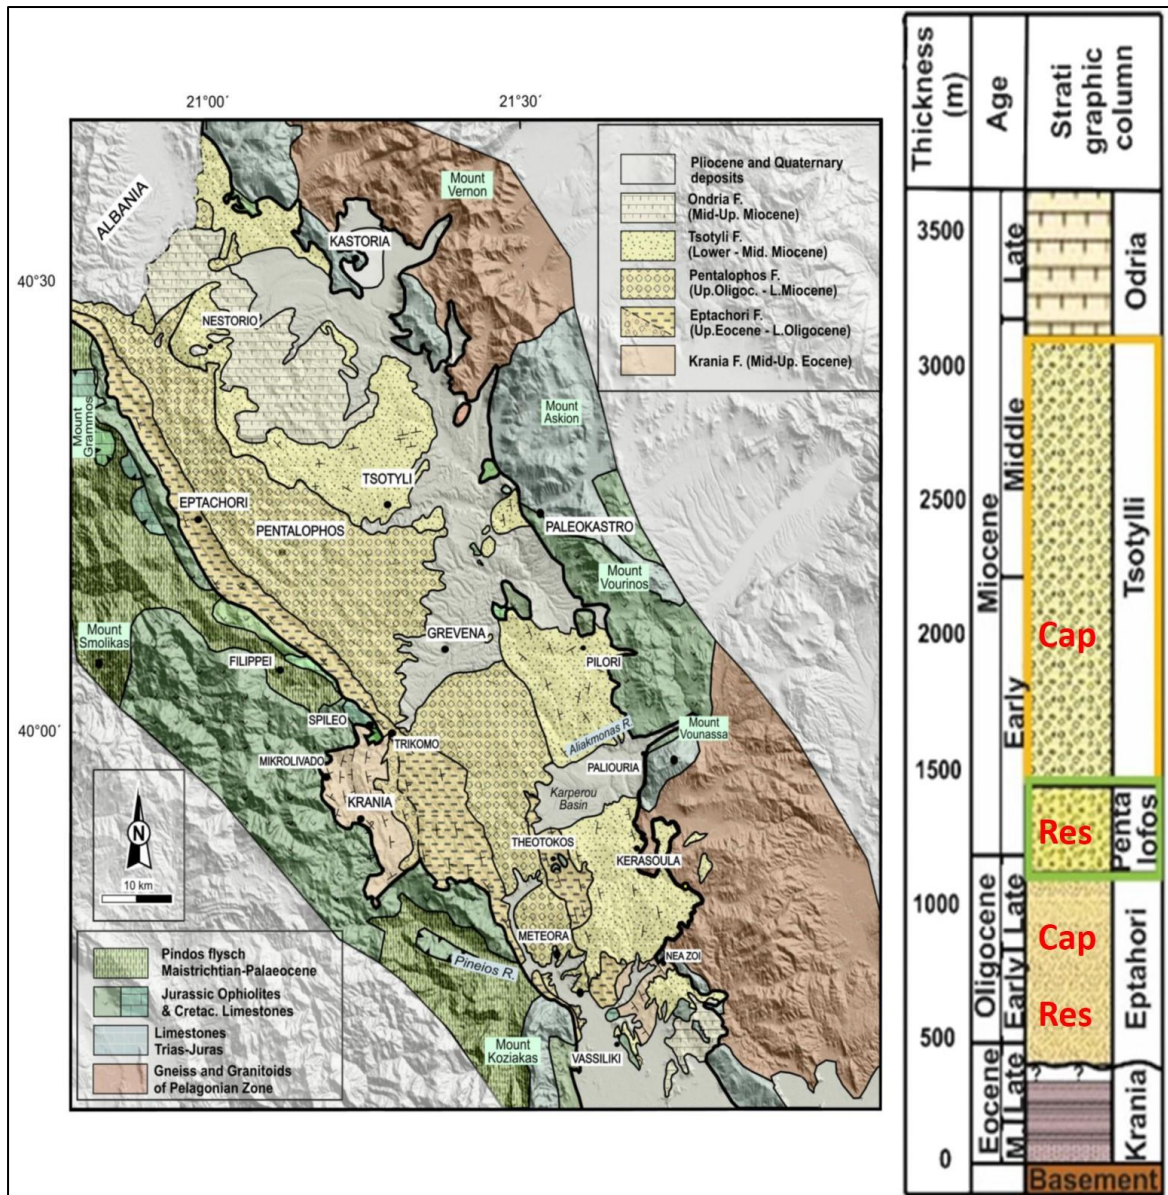 21°00′
21°30′
40°30
40°00′
ALBANIA
Mount
Vernon
KASTORIA
NESTORIO
Mount
Grammos
Mount
Askion
TSOTYLI
EPTACHORI
PENTALOPHOS
PALEOKASTRO
Mount
Vourinos
Mount
Smolikas
GREVENA
FILIPPEI
PILORI
SPILEO
TRIKOMO
Aliakmonas R.
Mount
Vounassa
MIKROLIVADO
PALIOURIA
KRANIA
Karperou
Basin
THEOTOKOS
KERASOULA
METEORA
NEA ZOI
Pineios R.
Mount
Koziakas
VASSILIKI
N
10 km
Pliocene and Quaternary
deposits
Ondria F.
(Mid-Up. Miocene)
Tsotyli F.
(Lower - Mid. Miocene)
Pentalophos F.
(Up.Oligoc. - L.Miocene)
Eptachori F.
(Up.Eocene - L.Oligocene)
Krania F. (Mid-Up. Eocene)
Pindos flysch
Maistrichtian-Palaeocene
Jurassic Ophiolites
& Cretac. Limestones
Limestones
Trias-Juras
Gneiss and Granitoids
of Pelagonian Zone
Thickness
(m)
Age
Strati
graphic
column
3500
3000
2500
2000
1500
1000
500
0
Miocene
Late
Middle
Early
Oligocene
Late
Early
Eocene
Late
M.
Odria
Tsotylli
Penta
lofos
Eptahori
Krania
Cap
Res
Cap
Res
?
?
Basement